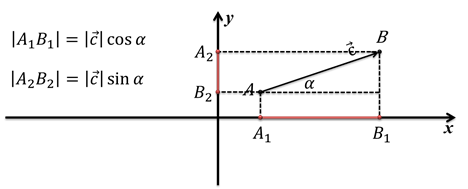 |A₁B₁| = |c⃗| cos α
|A₂B₂| = |c⃗| sin α
y
B
A₂
c⃗
B₂
A
α
A₁
B₁
x